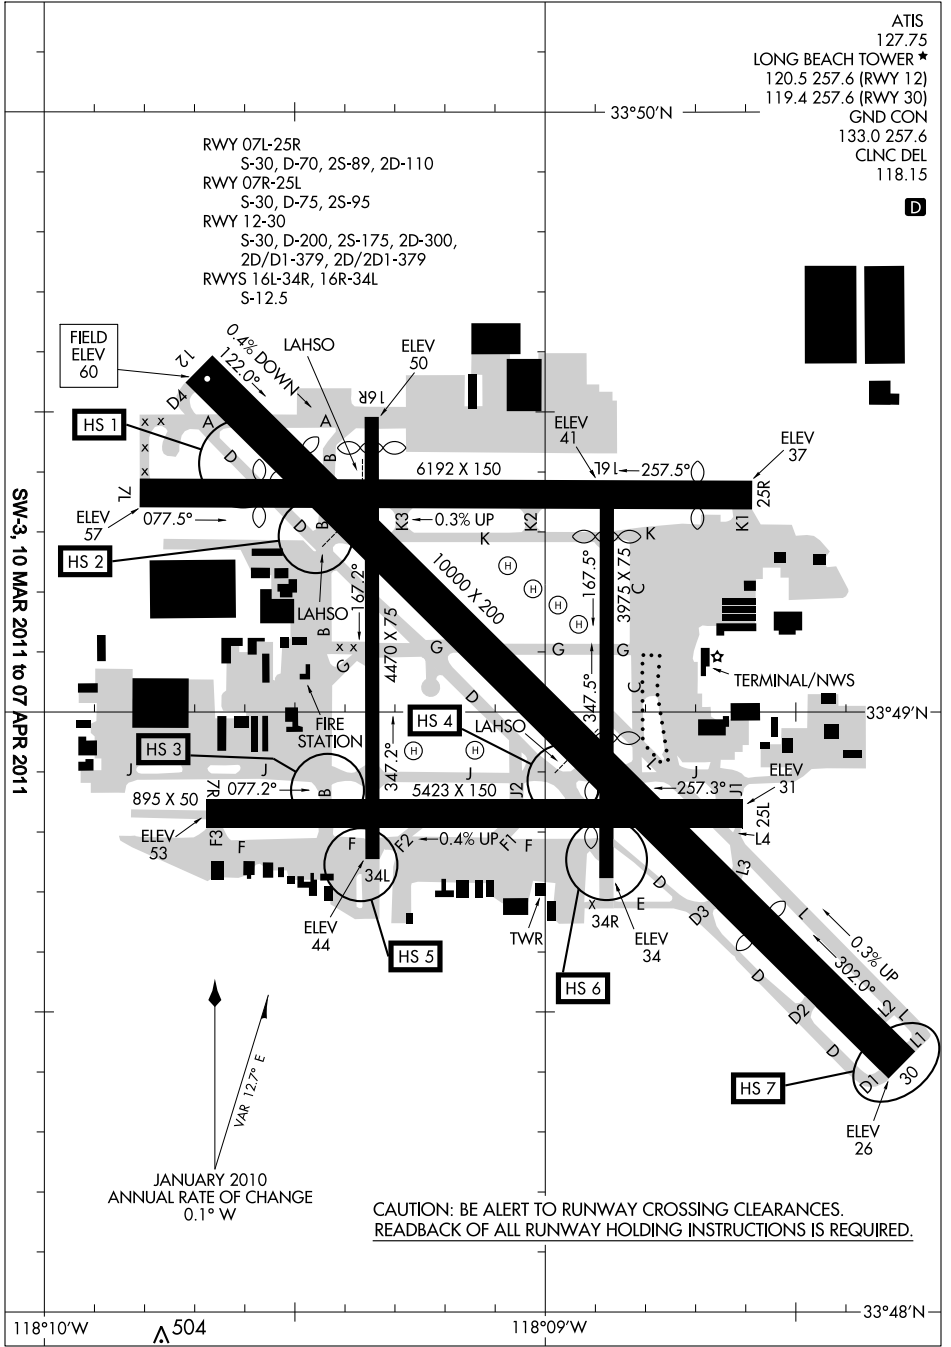 ATIS
127.75
LONG BEACH TOWER ★
120.5 257.6 (RWY 12)
119.4 257.6 (RWY 30)
GND CON
133.0 257.6
CLNC DEL
118.15
D
33°50'N
RWY 07L-25R
S-30, D-70, 2S-89, 2D-110
RWY 07R-25L
S-30, D-75, 2S-95
RWY 12-30
S-30, D-200, 2S-175, 2D-300,
2D/D1-379, 2D/2D1-379
RWYS 16L-34R, 16R-34L
S-12.5
FIELD
ELEV
60
12
0.4% DOWN
122.0°
LAHSO
ELEV
50
D4
A
A
16R
HS 1
x x
x
x
D
B
ELEV
41
ELEV
37
6192 X 150
16L
257.5°
7L
25R
ELEV
57
077.5°
D
B
K3
0.3% UP
K2
K1
K
K
HS 2
LAHSO
B
167.2°
4470 X 75
10000 X 200
H
H
H
H
167.5°
3975 X 75
C
x x
G
G
G
G
D
347.5°
C
TERMINAL/NWS
33°49'N
FIRE
STATION
HS 3
HS 4
LAHSO
347.2°
H
H
L
J
J
J
J
B
J2
J1
895 X 50
7R
077.2°
5423 X 150
257.3°
ELEV
31
25L
L4
ELEV
53
F3
F
F
F2
0.4% UP
F1
F
L3
34L
ELEV
44
HS 5
TWR
x
34R
E
ELEV
34
HS 6
D
D3
L
0.3% UP
302.0°
D
D2
D
L2
L
L1
D1
30
HS 7
ELEV
26
VAR 12.7° E
JANUARY 2010
ANNUAL RATE OF CHANGE
0.1° W
CAUTION: BE ALERT TO RUNWAY CROSSING CLEARANCES.
READBACK OF ALL RUNWAY HOLDING INSTRUCTIONS IS REQUIRED.
33°48'N
118°10'W
504
118°09'W
SW-3, 10 MAR 2011 to 07 APR 2011